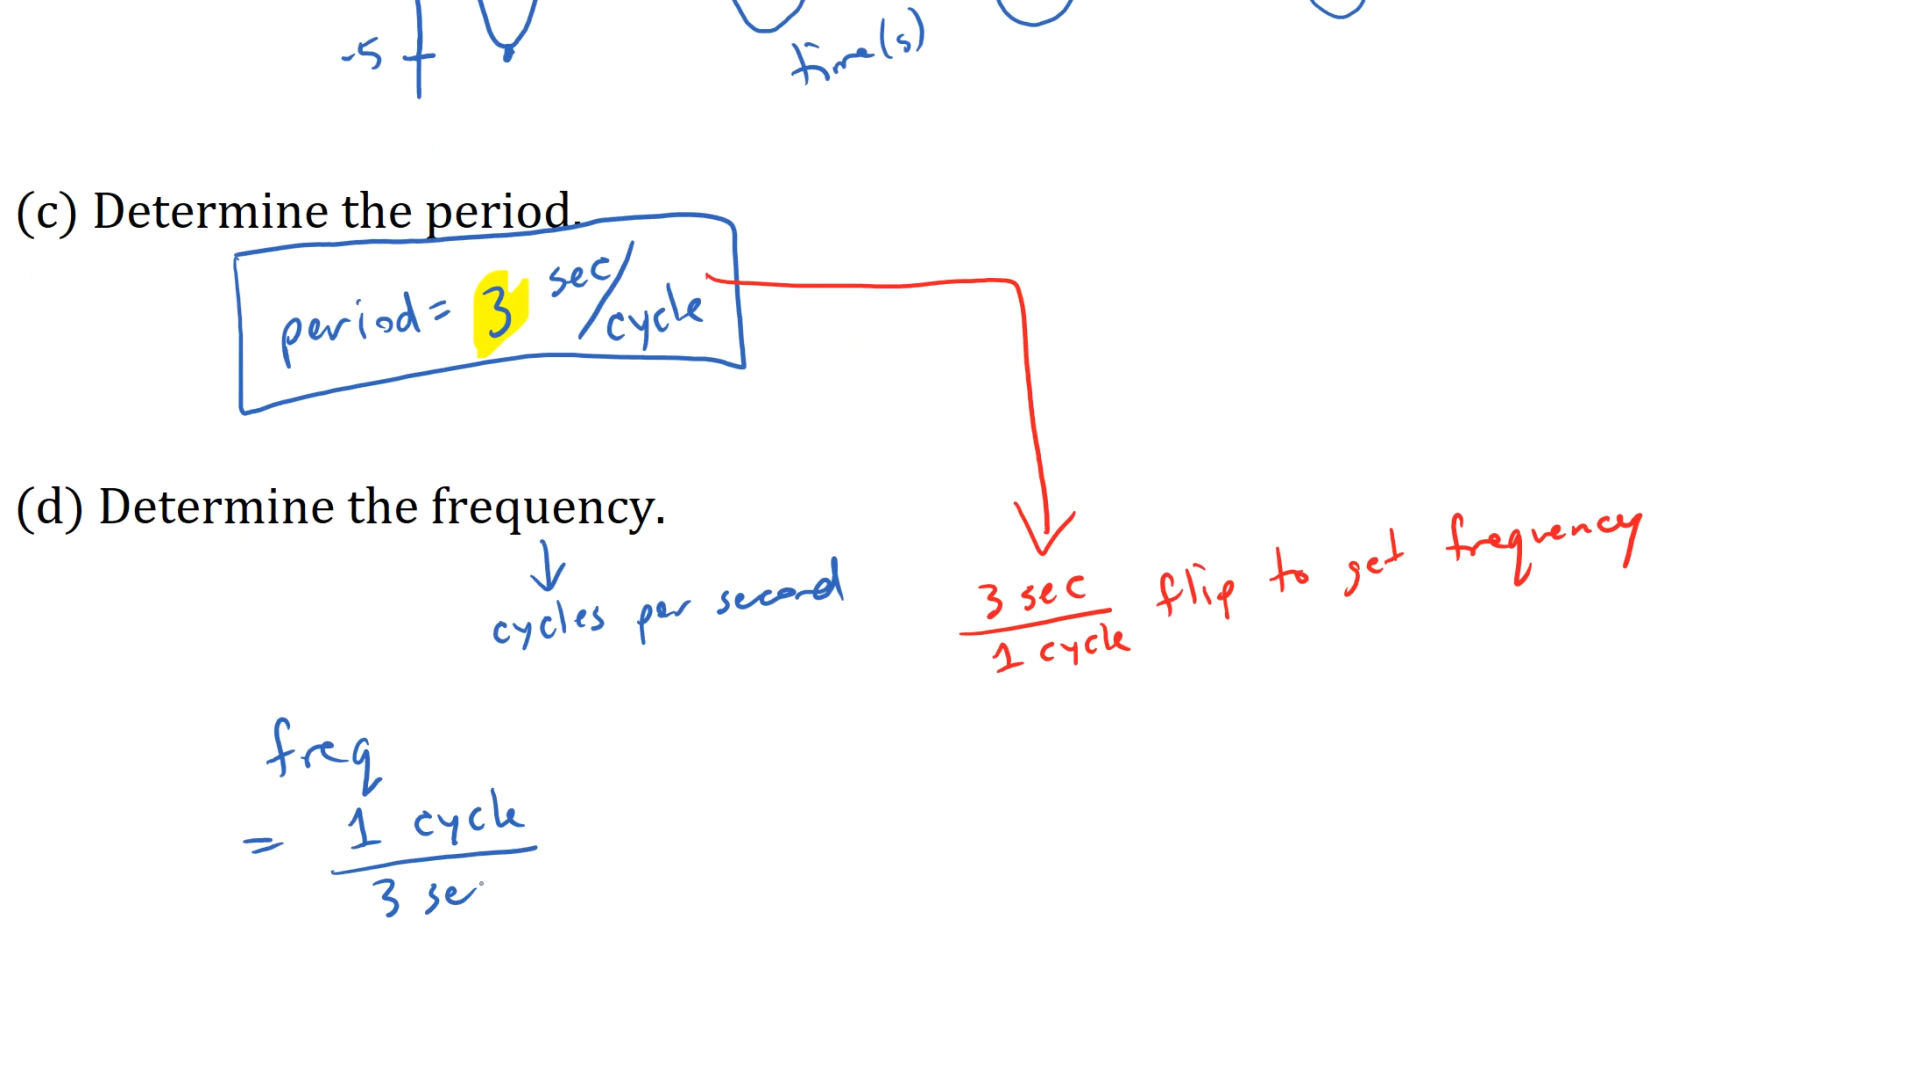 -5
time(s)
(c) Determine the period.
period = 3 sec/cycle
(d) Determine the frequency.
cycles per second
3 sec
1 cycle
flip to get frequency
freq
= 1 cycle
3 se